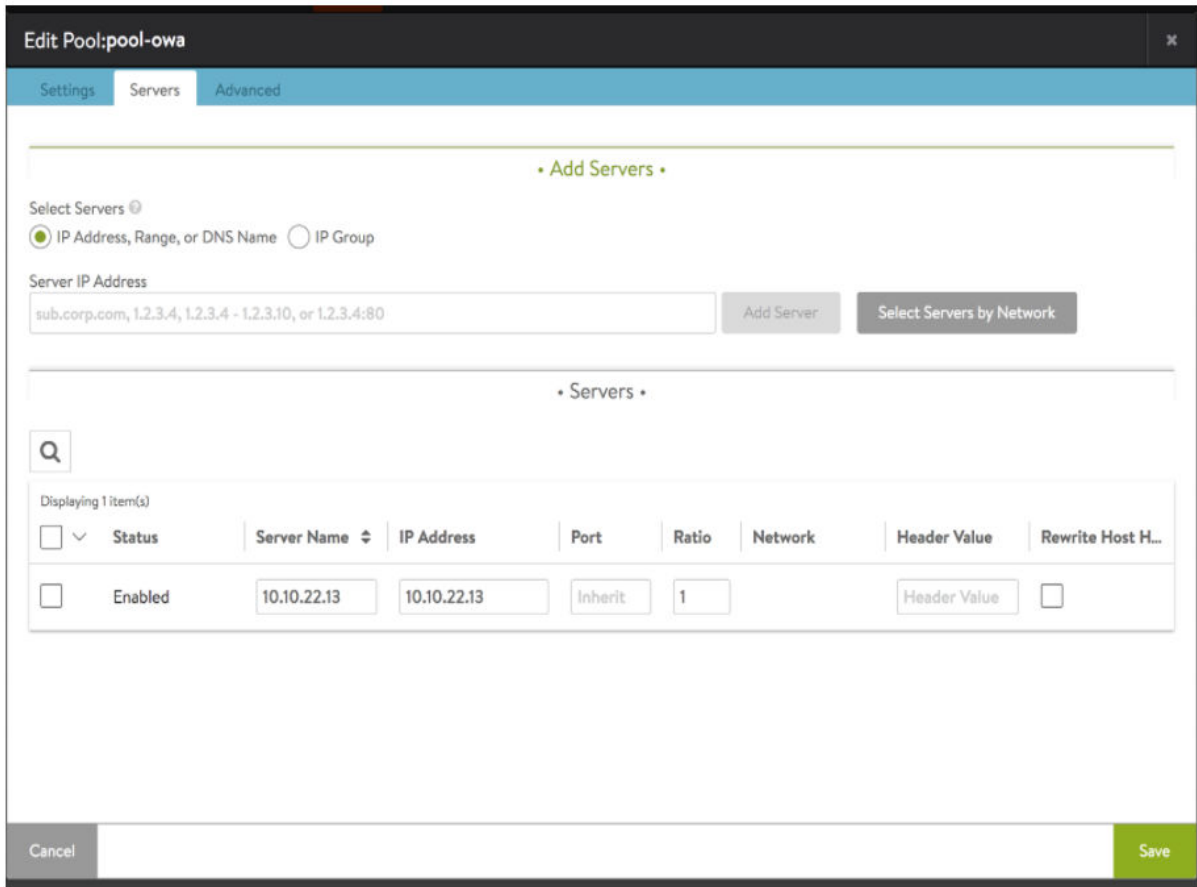 Edit Pool:pool-owa
Settings Servers Advanced
• Add Servers •
Select Servers
IP Address, Range, or DNS Name IP Group
Server IP Address
sub.corp.com, 1.2.3.4, 1.2.3.4 - 1.2.3.10, or 1.2.3.4:80 Add Server Select Servers by Network
• Servers •
Displaying 1 item(s)
Status Server Name IP Address Port Ratio Network Header Value Rewrite Host H...
Enabled 10.10.22.13 10.10.22.13 Inherit 1 Header Value
Cancel Save